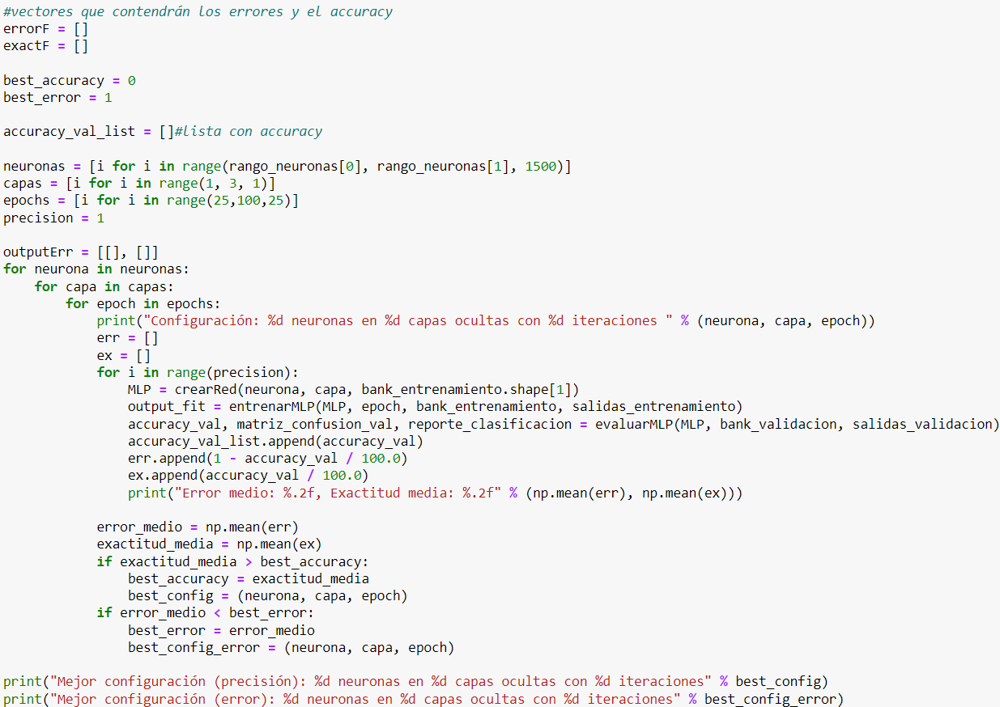 #vectores que contendrán los errores y el accuracy
errorF = []
exactF = []

best_accuracy = 0
best_error = 1

accuracy_val_list = []#lista con accuracy

neuronas = [i for i in range(rango_neuronas[0], rango_neuronas[1], 1500)]
capas = [i for i in range(1, 3, 1)]
epochs = [i for i in range(25,100,25)]
precision = 1

outputErr = [[], []]
for neurona in neuronas:
    for capa in capas:
        for epoch in epochs:
            print("Configuración: %d neuronas en %d capas ocultas con %d iteraciones " % (neurona, capa, epoch))
            err = []
            ex = []
            for i in range(precision):
                MLP = crearRed(neurona, capa, bank_entrenamiento.shape[1])
                output_fit = entrenarMLP(MLP, epoch, bank_entrenamiento, salidas_entrenamiento)
                accuracy_val, matriz_confusion_val, reporte_clasificacion = evaluarMLP(MLP, bank_validacion, salidas_validacion)
                accuracy_val_list.append(accuracy_val)
                err.append(1 - accuracy_val / 100.0)
                ex.append(accuracy_val / 100.0)
                print("Error medio: %.2f, Exactitud media: %.2f" % (np.mean(err), np.mean(ex)))

            error_medio = np.mean(err)
            exactitud_media = np.mean(ex)
            if exactitud_media > best_accuracy:
                best_accuracy = exactitud_media
                best_config = (neurona, capa, epoch)
            if error_medio < best_error:
                best_error = error_medio
                best_config_error = (neurona, capa, epoch)

print("Mejor configuración (precisión): %d neuronas en %d capas ocultas con %d iteraciones" % best_config)
print("Mejor configuración (error): %d neuronas en %d capas ocultas con %d iteraciones" % best_config_error)